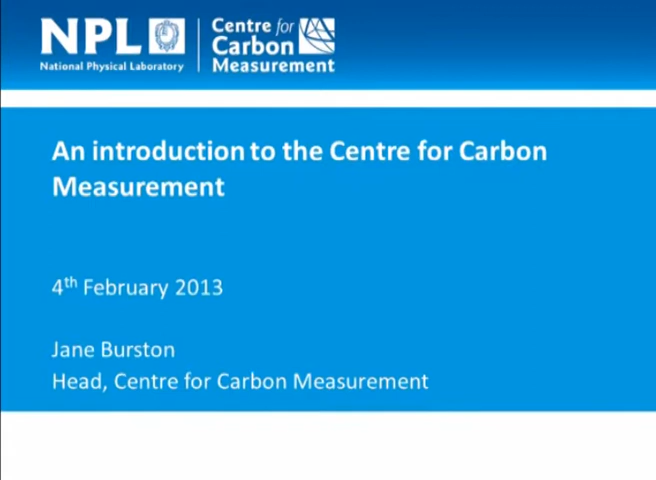 NPL
National Physical Laboratory
Centre for
Carbon
Measurement
An introduction to the Centre for Carbon
Measurement
4th February 2013
Jane Burston
Head, Centre for Carbon Measurement